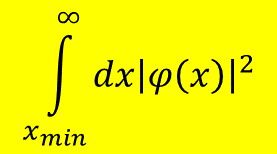 ∞
∫ dx|φ(x)|²
x_min